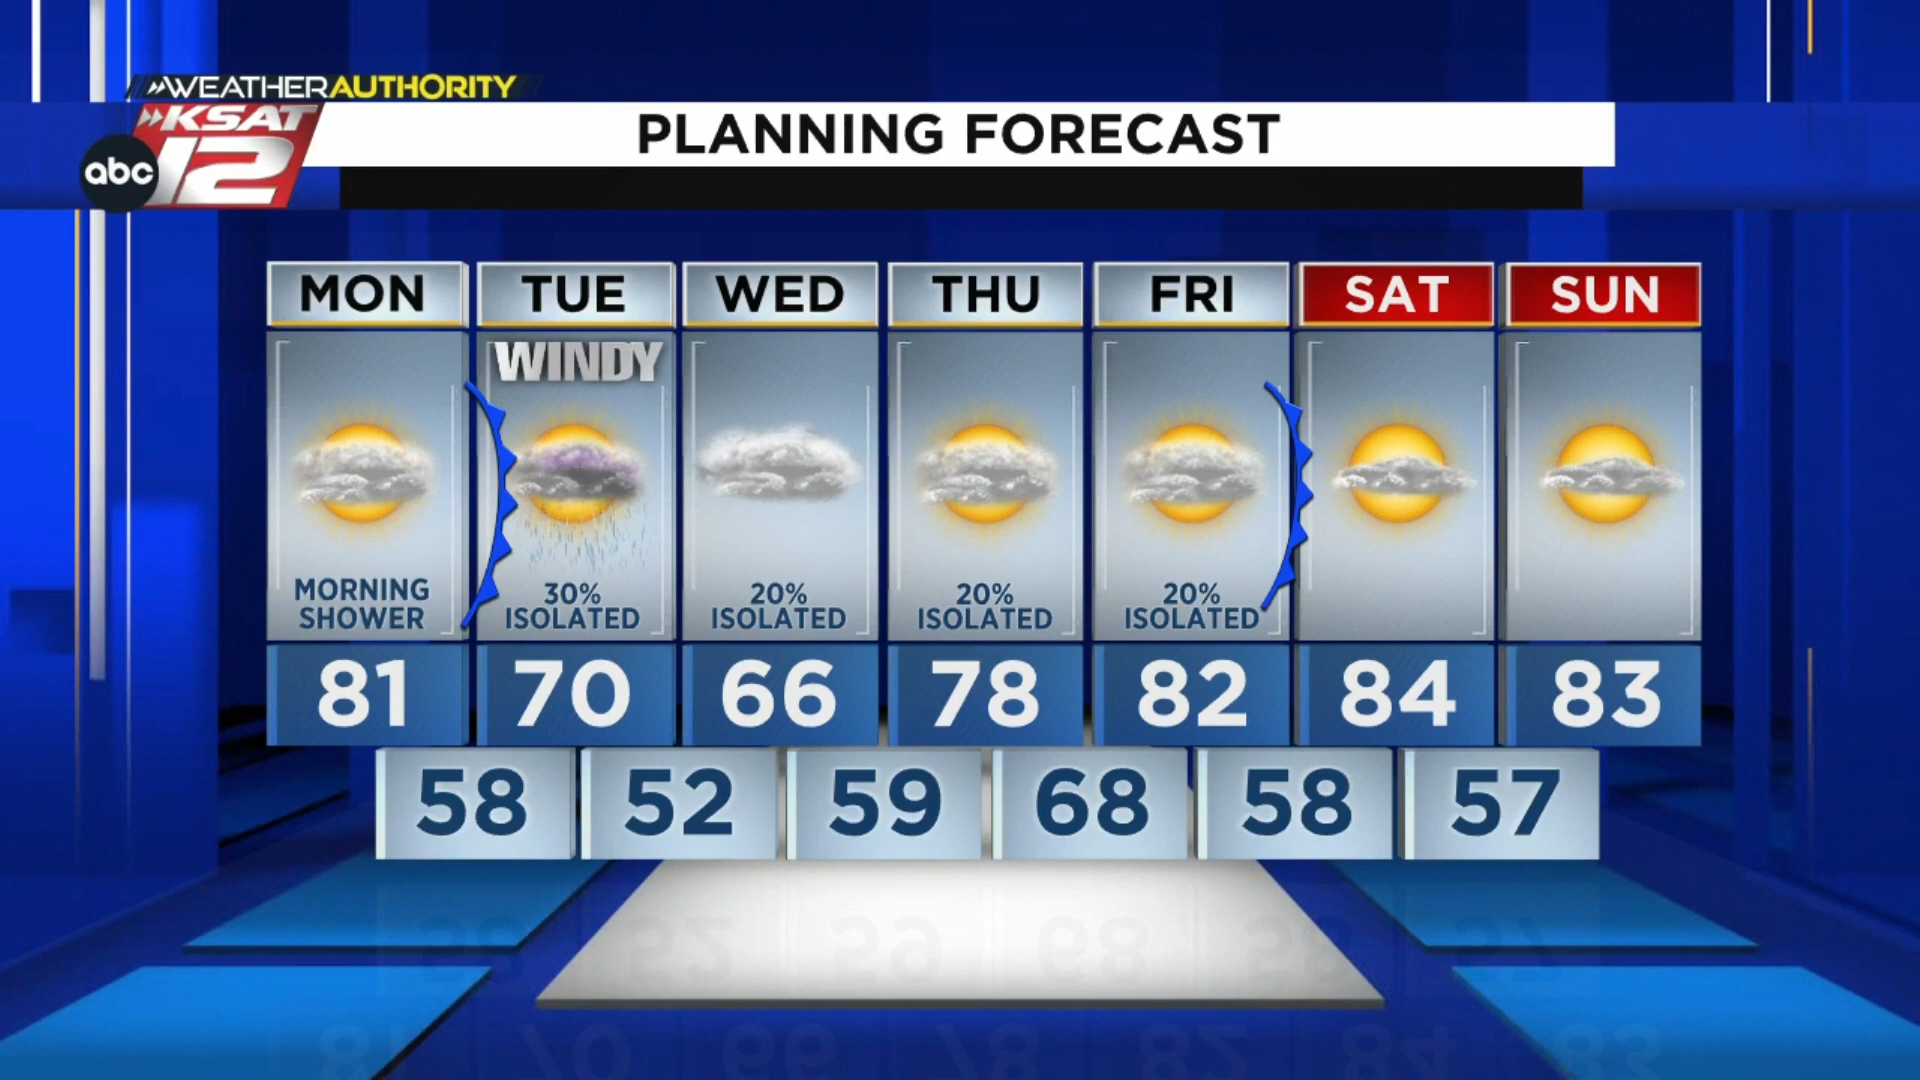 WEATHERAUTHORITY
KSAT
abc
12
PLANNING FORECAST
MON
TUE
WED
THU
FRI
SAT
SUN
WINDY
MORNING
SHOWER
30%
ISOLATED
20%
ISOLATED
20%
ISOLATED
20%
ISOLATED
81
70
66
78
82
84
83
58
52
59
68
58
57